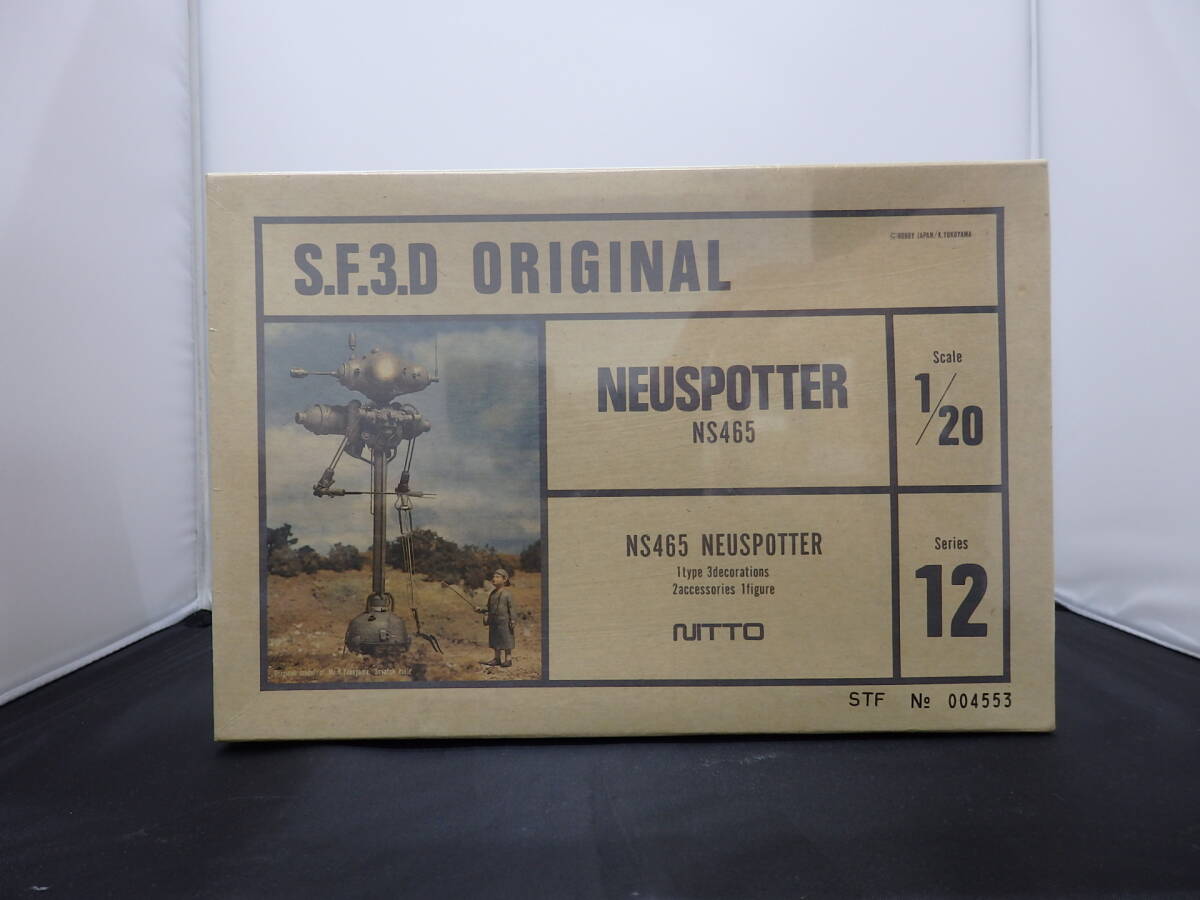 S.F.3.D ORIGINAL
©HOBBY JAPAN/K.YOKOYAMA
NEUSPOTTER
NS465
Scale
1/20
NS465 NEUSPOTTER
1type 3decorations
2accessories 1figure
NITTO
Series
12
STF № 004553